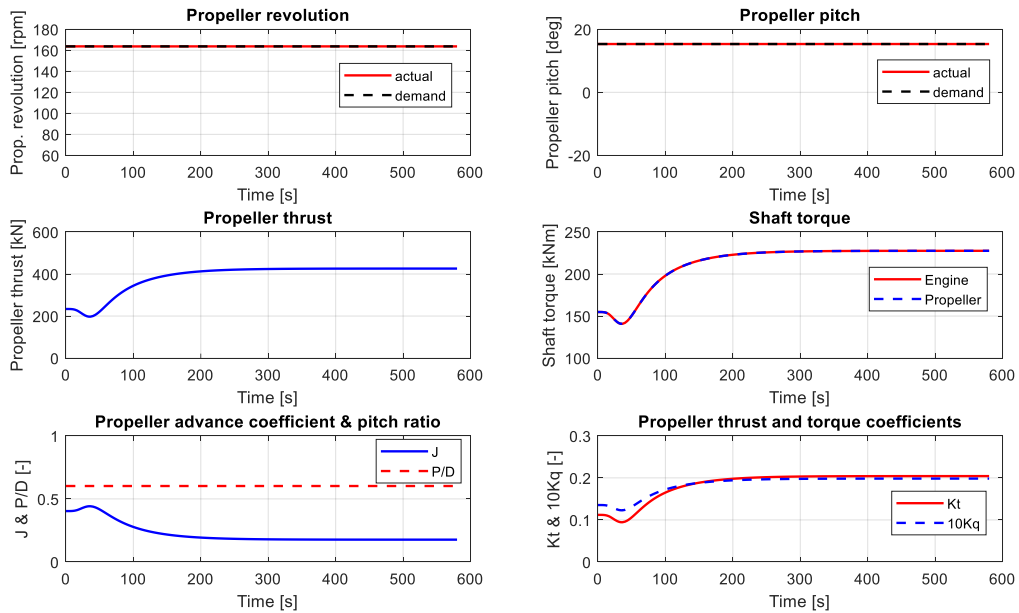 Propeller revolution
Prop. revolution [rpm]
180
160
140
120
100
80
60
actual
demand
0 100 200 300 400 500 600
Time [s]
Propeller pitch
Propeller pitch [deg]
20
0
-20
actual
demand
0 100 200 300 400 500 600
Time [s]
Propeller thrust
Propeller thrust [kN]
600
400
200
0
0 100 200 300 400 500 600
Time [s]
Shaft torque
Shaft torque [kNm]
250
200
150
100
Engine
Propeller
0 100 200 300 400 500 600
Time [s]
Propeller advance coefficient & pitch ratio
J & P/D [-]
1
0.5
0
J
P/D
0 100 200 300 400 500 600
Time [s]
Propeller thrust and torque coefficients
Kt & 10Kq [-]
0.3
0.2
0.1
0
Kt
10Kq
0 100 200 300 400 500 600
Time [s]